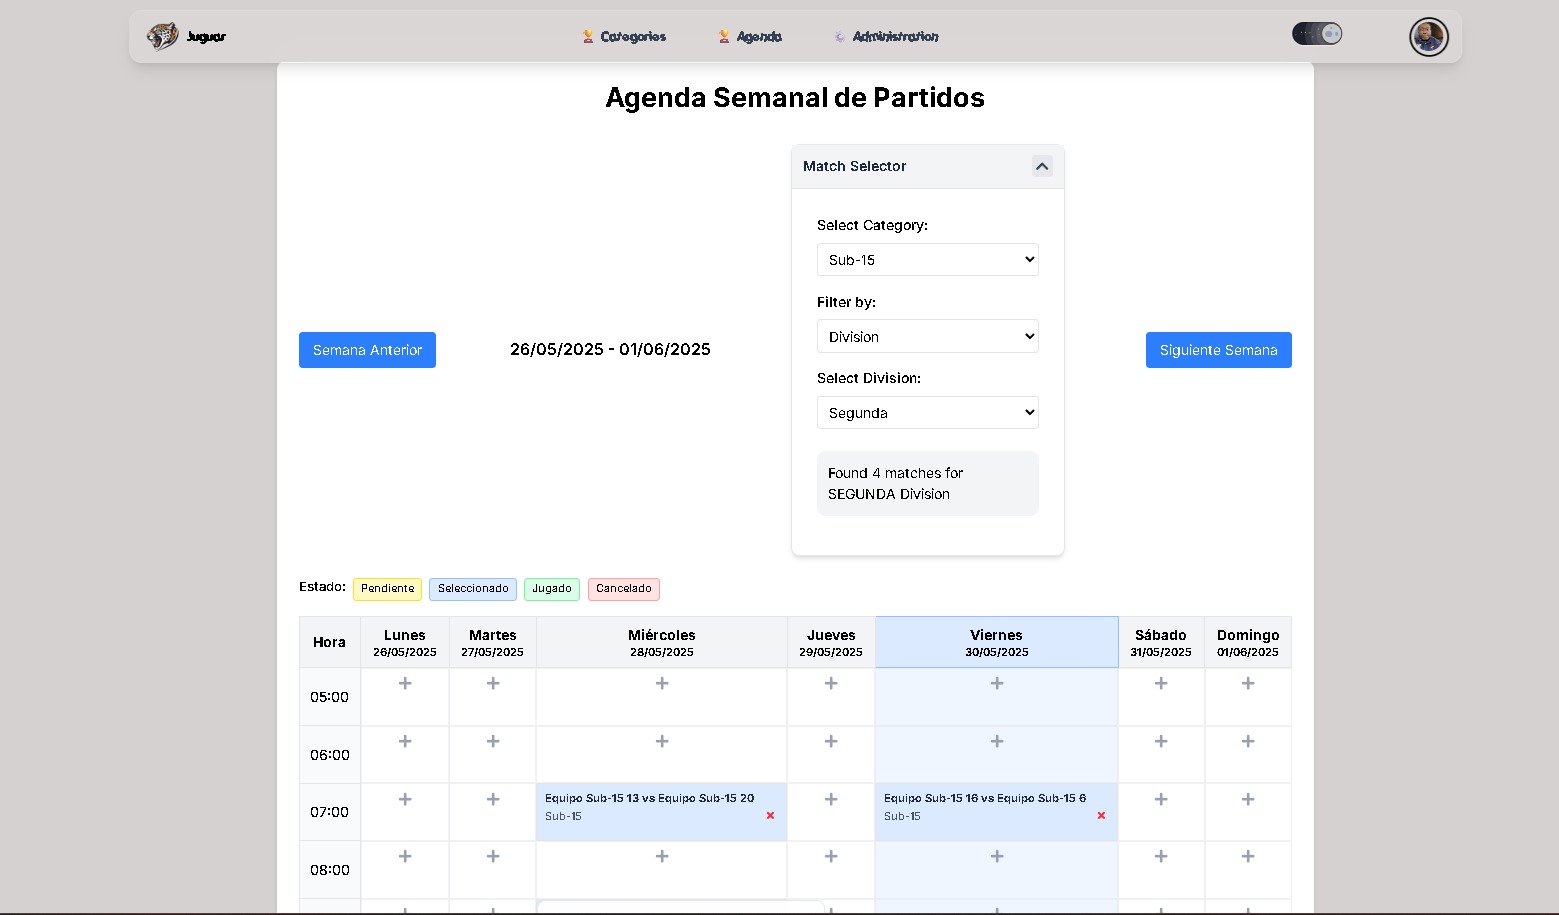 Juguar
Categories
Agenda
Administration
Agenda Semanal de Partidos
Match Selector
Select Category:
Sub-15
Filter by:
Division
Semana Anterior
26/05/2025 - 01/06/2025
Siguiente Semana
Select Division:
Segunda
Found 4 matches for
SEGUNDA Division
Estado: Pendiente Seleccionado Jugado Cancelado
Hora Lunes Martes Miércoles Jueves Viernes Sábado Domingo
26/05/2025 27/05/2025 28/05/2025 29/05/2025 30/05/2025 31/05/2025 01/06/2025
05:00 + + + + + + +
06:00 + + + + + + +
07:00 + + Equipo Sub-15 13 vs Equipo Sub-15 20 + Equipo Sub-15 16 vs Equipo Sub-15 6 + +
Sub-15 × Sub-15 ×
08:00 + + + + + + +